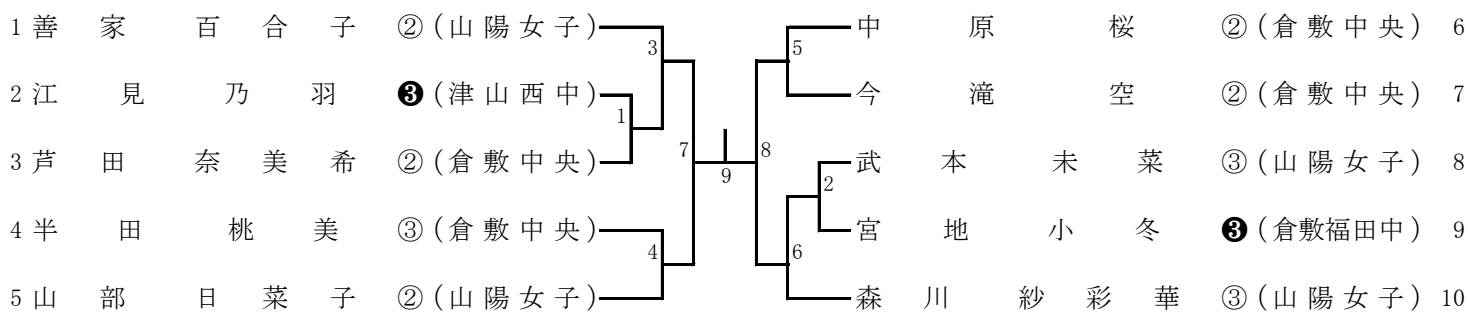 1 善家百合子 ② (山陽女子) 3 5 中原桜 ② (倉敷中央) 6
2 江見乃羽 ❸ (津山西中) 1 今滝空 ② (倉敷中央) 7
3 芦田奈美希 ② (倉敷中央) 7 9 8 武本未菜 ③ (山陽女子) 8
4 半田桃美 ③ (倉敷中央) 4 2 宮地小冬 ❸ (倉敷福田中) 9
5 山部日菜子 ② (山陽女子) 6 森川紗彩華 ③ (山陽女子) 10